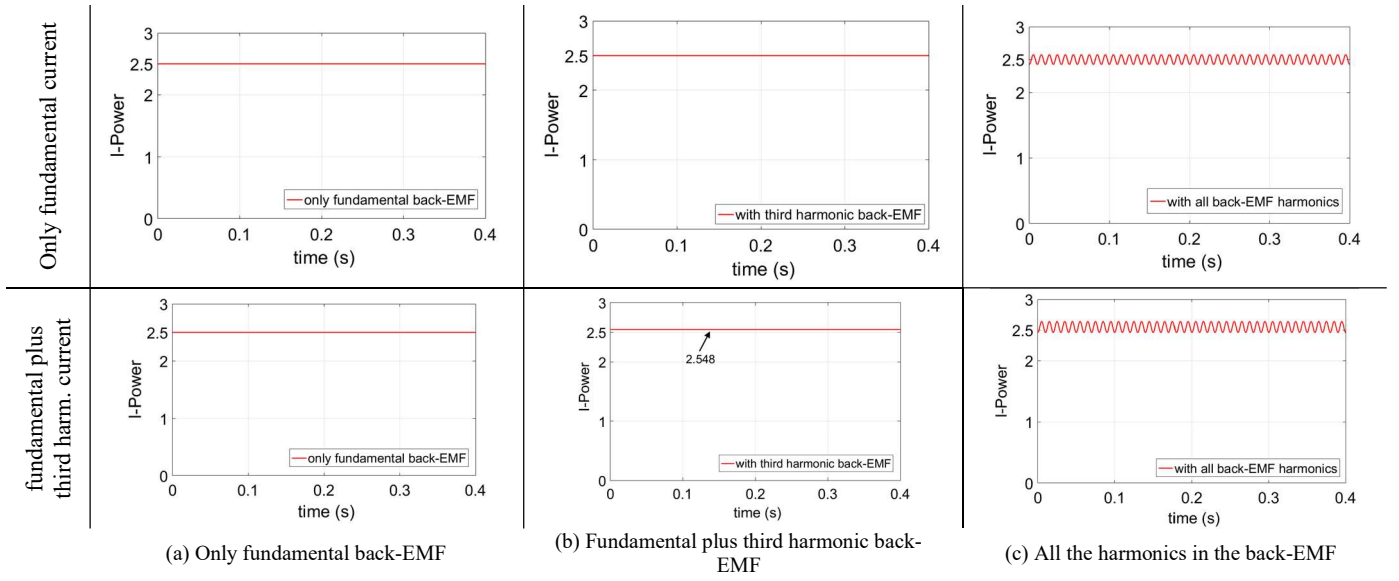 Only fundamental current
3
2.5
2
1
0
I-Power
only fundamental back-EMF
0 0.1 0.2 0.3 0.4
time (s)
3
2.5
2
1
0
I-Power
with third harmonic back-EMF
0 0.1 0.2 0.3 0.4
time (s)
3
2.5
2
1
0
I-Power
with all back-EMF harmonics
0 0.1 0.2 0.3 0.4
time (s)
fundamental plus
third harm. current
3
2.5
2
1
0
I-Power
only fundamental back-EMF
0 0.1 0.2 0.3 0.4
time (s)
3
2.5
2
1
0
I-Power
2.548
with third harmonic back-EMF
0 0.1 0.2 0.3 0.4
time (s)
3
2.5
2
1
0
I-Power
with all back-EMF harmonics
0 0.1 0.2 0.3 0.4
time (s)
(a) Only fundamental back-EMF
(b) Fundamental plus third harmonic back-
EMF
(c) All the harmonics in the back-EMF